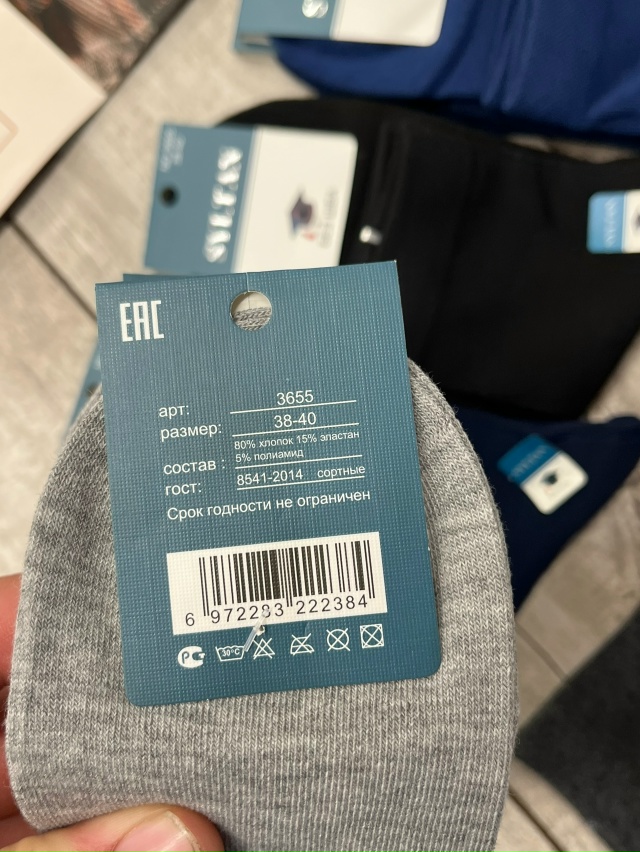 EAC
арт: 3655
размер: 38-40
состав : 80% хлопок 15% эластан
5% полиамид
гост: 8541-2014 сортные
Срок годности не ограничен
6 972283 222384
30°C